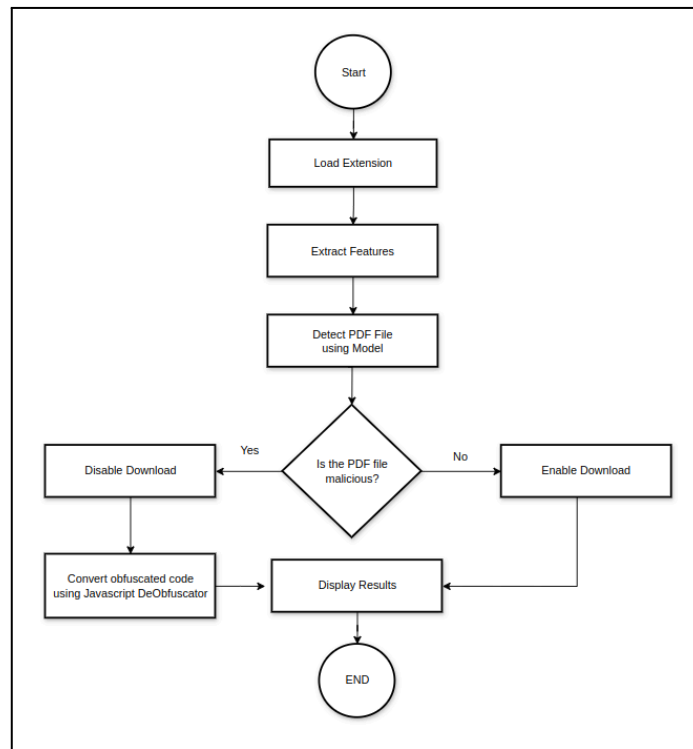 Start
Load Extension
Extract Features
Detect PDF File
using Model
Is the PDF file
malicious?
Yes
No
Disable Download
Enable Download
Convert obfuscated code
using Javascript DeObfuscator
Display Results
END